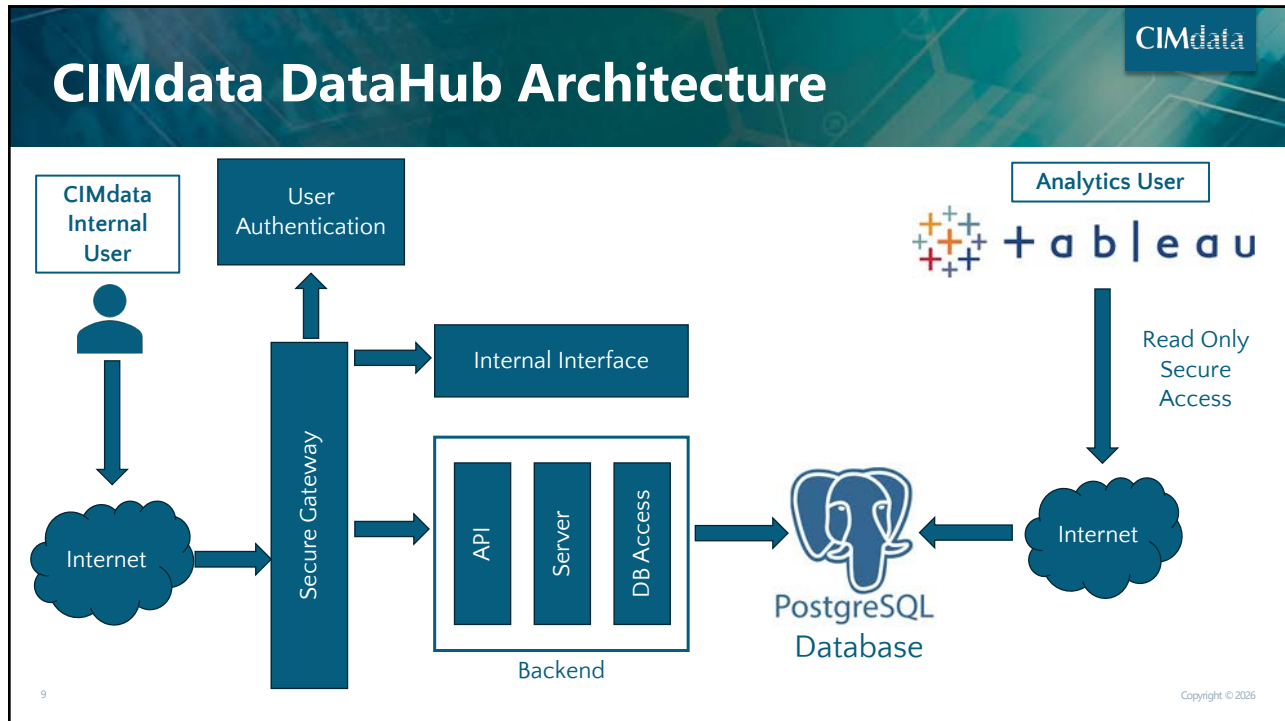 CIMdata
CIMdata DataHub Architecture
CIMdata
Internal
User
User
Authentication
Analytics User
+ableau
Internal Interface
Read Only
Secure
Access
Secure Gateway
API
Server
DB Access
Internet
Internet
PostgreSQL
Database
Backend
9
Copyright © 2026